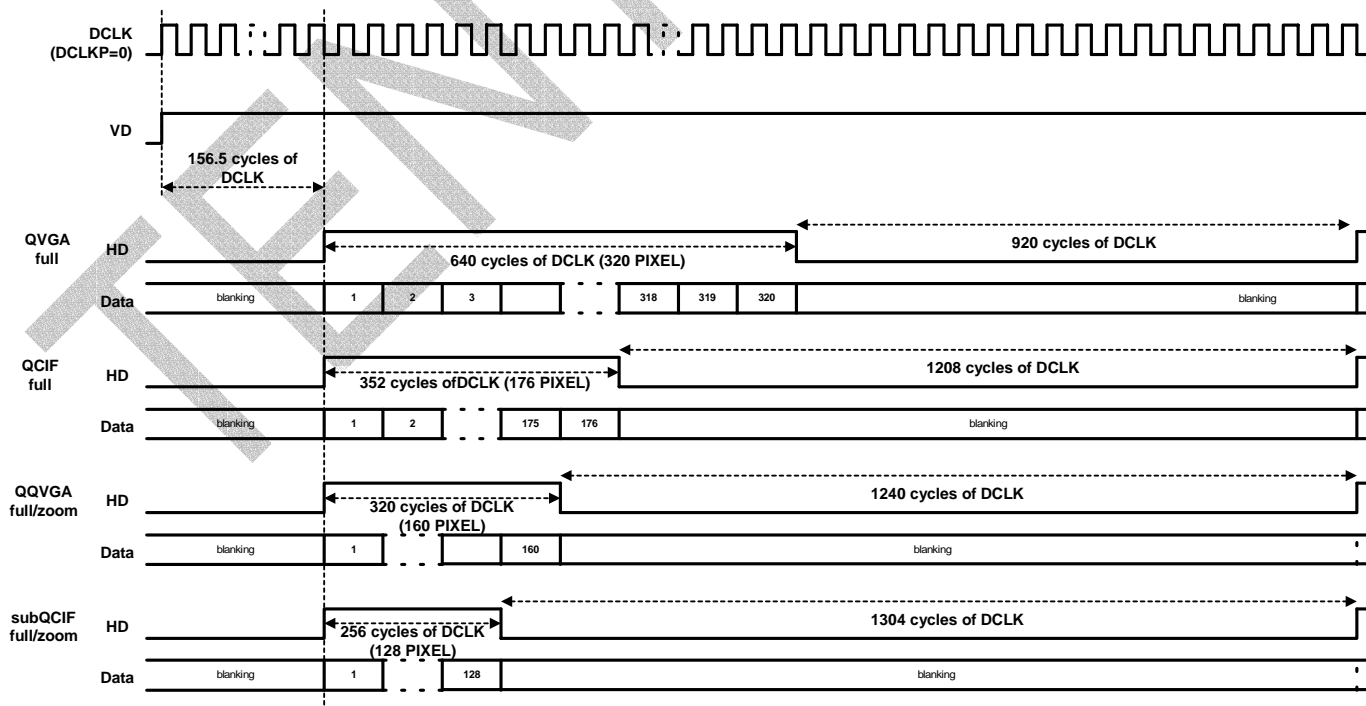 DCLK
(DCLKP=0)
VD
156.5 cycles of
DCLK
QVGA
full
HD
640 cycles of DCLK (320 PIXEL)
920 cycles of DCLK
Data
blanking
1
2
3
318
319
320
blanking
QCIF
full
HD
352 cycles ofDCLK (176 PIXEL)
1208 cycles of DCLK
Data
blanking
1
2
175
176
blanking
QQVGA
full/zoom
HD
320 cycles of DCLK
(160 PIXEL)
1240 cycles of DCLK
Data
blanking
1
160
blanking
subQCIF
full/zoom
HD
256 cycles of DCLK
(128 PIXEL)
1304 cycles of DCLK
Data
blanking
1
128
blanking